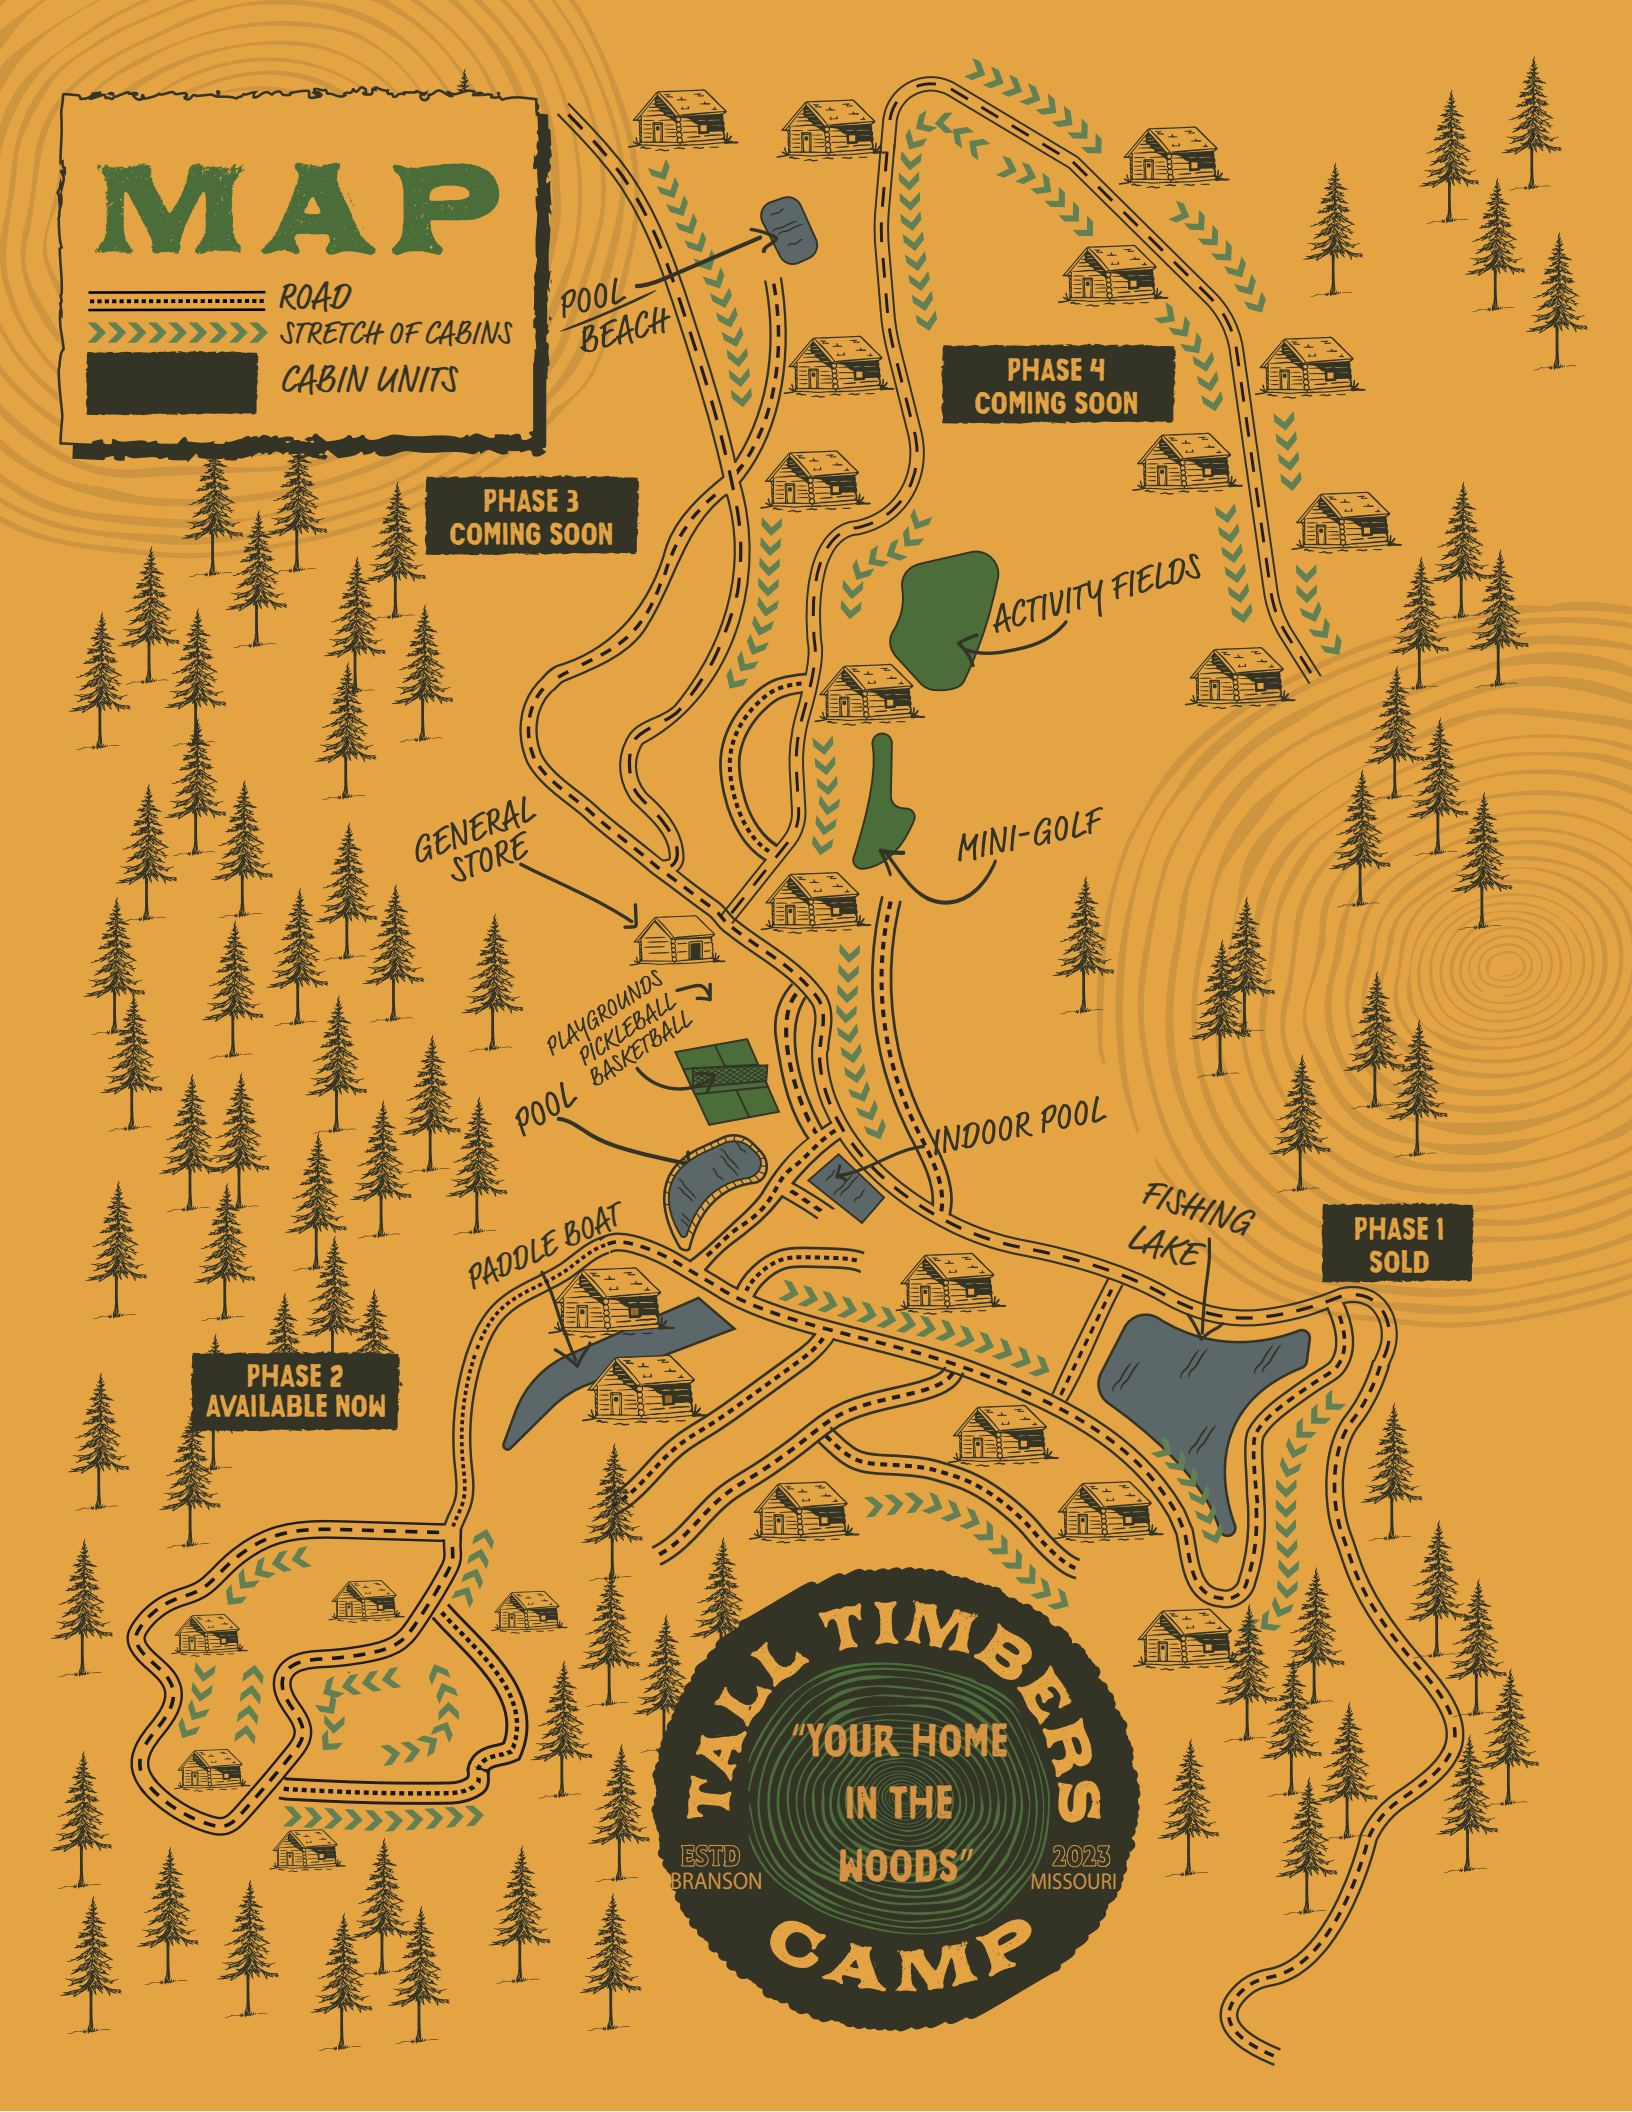 MAP
ROAD
STRETCH OF CABINS
CABIN UNITS
POOL
BEACH
PHASE 4
COMING SOON
PHASE 3
COMING SOON
ACTIVITY FIELDS
GENERAL
STORE
MINI-GOLF
PLAYGROUNDS
PICKLEBALL
BASKETBALL
POOL
INDOOR POOL
PADDLE BOAT
FISHING
LAKE
PHASE 1
SOLD
PHASE 2
AVAILABLE NOW
TALL TIMBERS
"YOUR HOME
IN THE
WOODS"
ESTD
BRANSON
2023
MISSOURI
CAMP